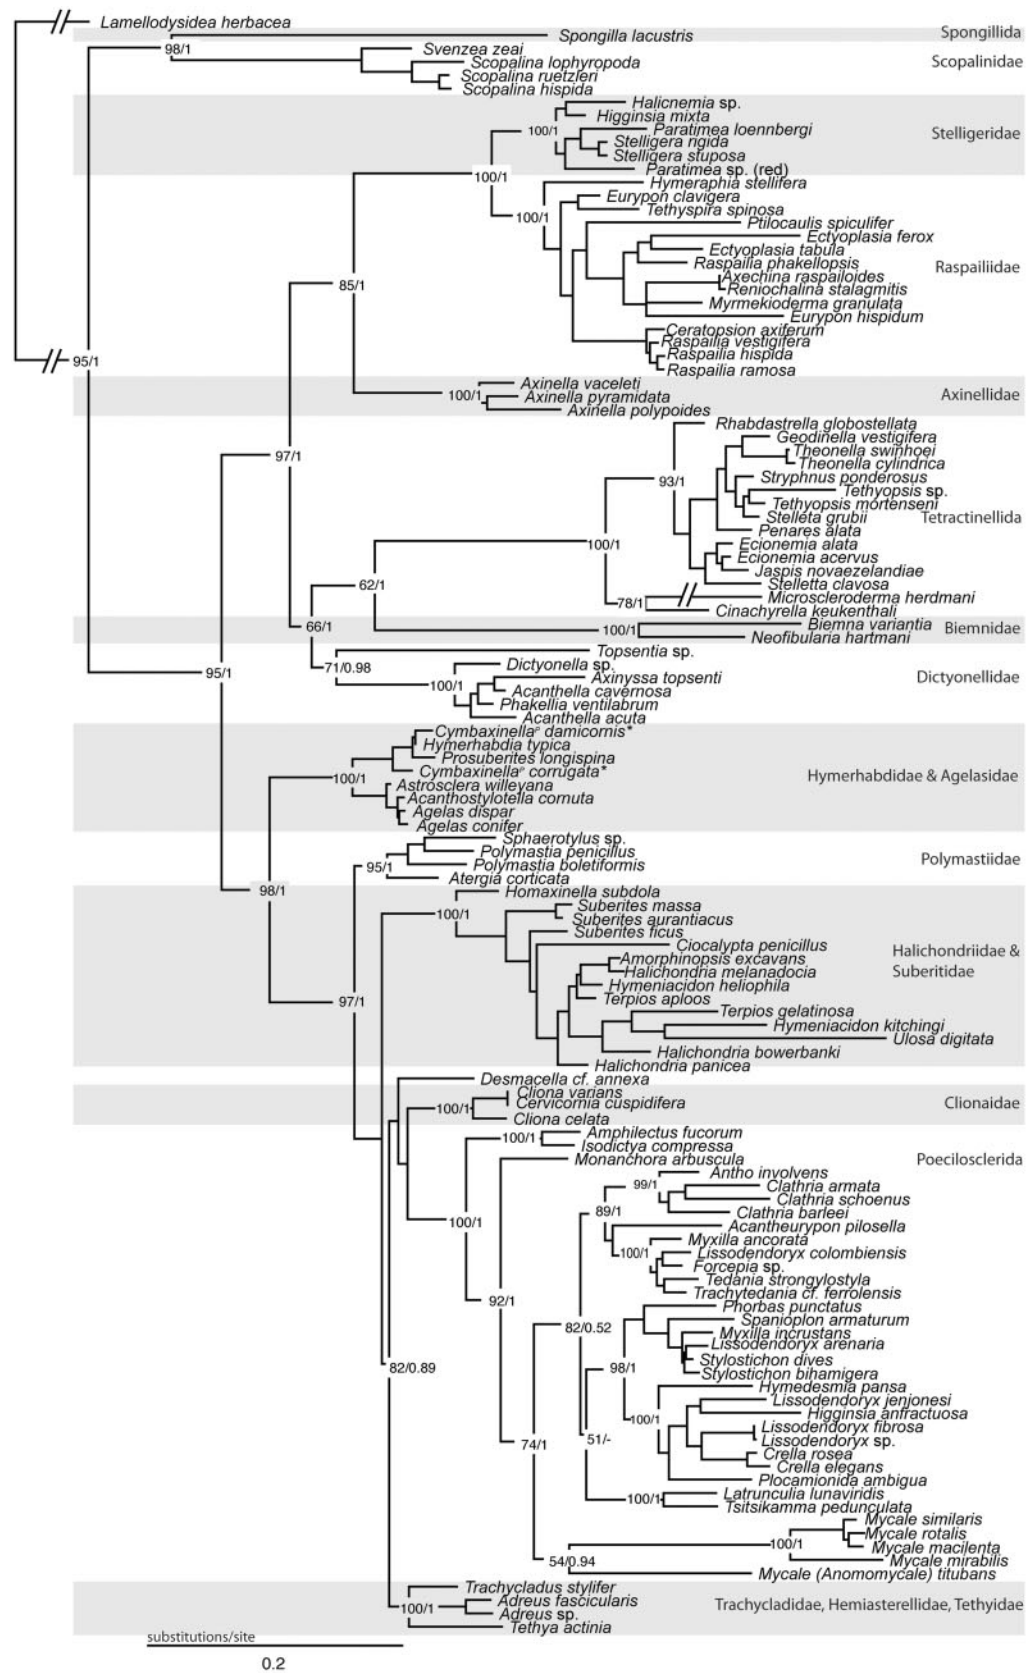 Lamellodysidea herbacea
Spongilla lacustris
Spongillida
98/1
Svenzea zeai
Scopalina lophyropoda
Scopalinidae
Scopalina ruetzleri
Scopalina hispida
Halicnemia sp.
Higginsia mixta
100/1
Paratimea loennbergi
Stelligeridae
Stelligera rigida
Stelligera stuposa
Paratimea sp. (red)
100/1
Hymeraphia stellifera
Eurypon clavigera
Tethyspira spinosa
100/1
Ptilocaulis spiculifer
Ectyoplasia ferox
Ectyoplasia tabula
Raspailia phakellopsis
Raspailiidae
Axechina raspailoides
85/1
Reniochalina stalagmitis
Myrmekioderma granulata
Eurypon hispidum
Ceratopsion axiferum
Raspailia vestigifera
Raspailia hispida
95/1
Raspailia ramosa
Axinella vaceleti
100/1
Axinella pyramidata
Axinellidae
Axinella polypoides
Rhabdastrella globostellata
Geodinella vestigifera
Theonella swinhoei
97/1
Theonella cylindrica
93/1
Stryphnus ponderosus
Tethyopsis sp.
Tethyopsis mortenseni
Stelleta grubii
Tetractinellida
Penares alata
100/1
Ecionemia alata
Ecionemia acervus
Jaspis novaezelandiae
62/1
Stelletta clavosa
Microscleroderma herdmani
78/1
Cinachyrella keukenthali
66/1
Biemna variantia
100/1
Biemnidae
Neofibularia hartmani
Topsentia sp.
71/0.98
Dictyonella sp.
95/1
Axinyssa topsenti
Dictyonellidae
100/1
Acanthella cavernosa
Phakellia ventilabrum
Acanthella acuta
Cymbaxinellaᵖ damicornis*
Hymerhabdia typica
Prosuberites longispina
100/1
Cymbaxinellaᵖ corrugata*
Hymerhabdidae & Agelasidae
Astrosclera willeyana
Acanthostylotella cornuta
Agelas dispar
Agelas conifer
Sphaerotylus sp.
Polymastia penicillus
Polymastiidae
95/1
Polymastia boletiformis
Atergia corticata
98/1
Homaxinella subdola
Suberites massa
100/1
Suberites aurantiacus
Suberites ficus
Ciocalypta penicillus
Halichondriidae &
Suberitidae
Amorphinopsis excavans
Halichondria melanadocia
Hymeniacidon heliophila
Terpios aploos
97/1
Terpios gelatinosa
Hymeniacidon kitchingi
Ulosa digitata
Halichondria bowerbanki
Halichondria panicea
Desmacella cf. annexa
Cliona varians
Cervicornia cuspidifera
Clionaidae
100/1
Cliona celata
Amphilectus fucorum
100/1
Isodictya compressa
Monanchora arbuscula
Poecilosclerida
Antho involvens
99/1
Clathria armata
Clathria schoenus
89/1
Clathria barleei
100/1
Acantheurypon pilosella
Myxilla ancorata
100/1
Lissodendoryx colombiensis
Forcepia sp.
Tedania strongylostyla
Trachytedania cf. ferrolensis
92/1
Phorbas punctatus
Spanioplon armaturum
82/0.52
Myxilla incrustans
Lissodendoryx arenaria
Stylostichon dives
82/0.89
98/1
Stylostichon bihamigera
Hymedesmia pansa
Lissodendoryx jenjonesi
Higginsia anfractuosa
100/1
Lissodendoryx fibrosa
74/1
51/-
Lissodendoryx sp.
Crella rosea
Crella elegans
Plocamionida ambigua
Latrunculia lunaviridis
100/1
Tsitsikamma pedunculata
Mycale similaris
Mycale rotalis
100/1
Mycale macilenta
Mycale mirabilis
54/0.94
Mycale (Anomomycale) titubans
Trachycladus stylifer
Adreus fascicularis
Trachycladidae, Hemiasterellidae, Tethyidae
100/1
Adreus sp.
Tethya actinia
substitutions/site
0.2